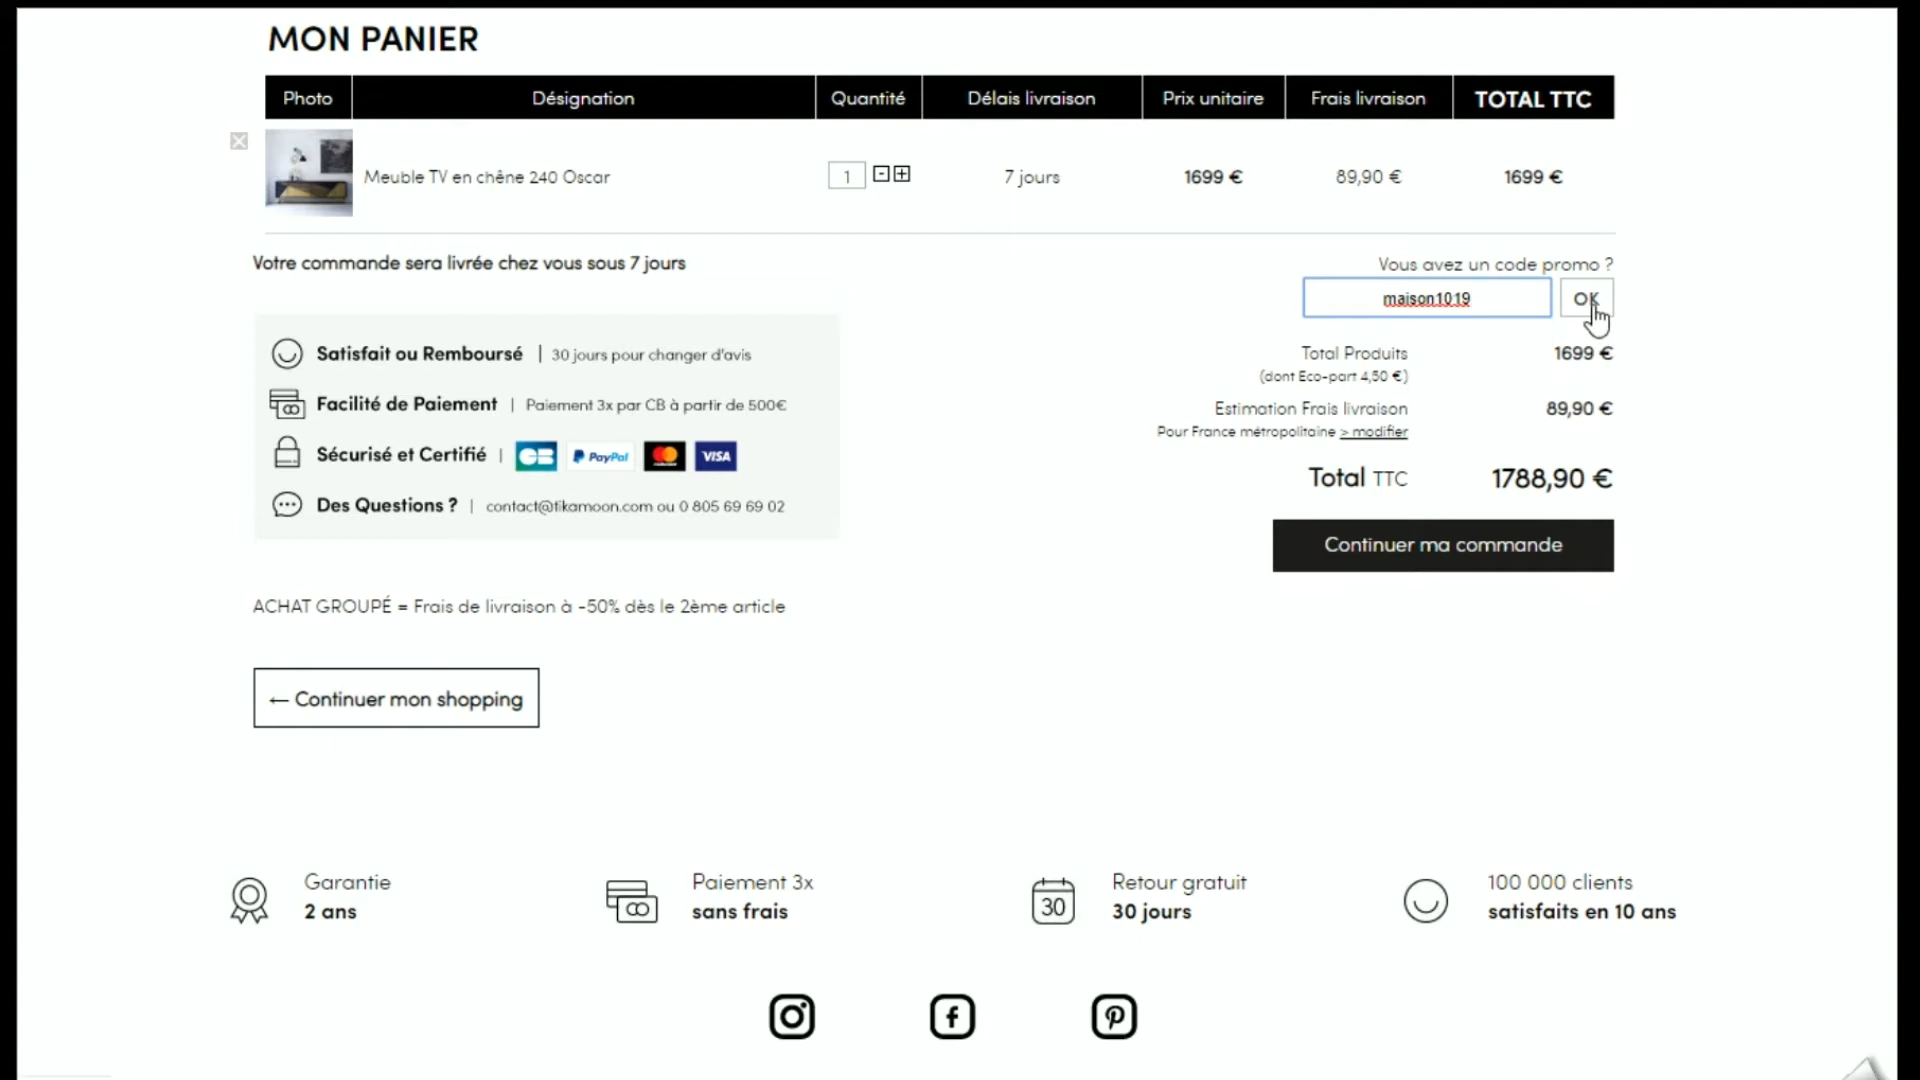 MON PANIER
Photo Désignation Quantité Délais livraison Prix unitaire Frais livraison TOTAL TTC
Meuble TV en chêne 240 Oscar 1 - + 7 jours 1699 € 89,90 € 1699 €
Votre commande sera livrée chez vous sous 7 jours
Vous avez un code promo ?
maison1019 OK
Satisfait ou Remboursé | 30 jours pour changer d'avis
Facilité de Paiement | Paiement 3x par CB à partir de 500€
Sécurisé et Certifié | CB PayPal mastercard VISA
Des Questions ? | contact@tikamoon.com ou 0 805 69 69 02
Total Produits 1699 €
(dont Eco-part 4,50 €)
Estimation Frais livraison 89,90 €
Pour France métropolitaine > modifier
Total TTC 1788,90 €
Continuer ma commande
ACHAT GROUPÉ = Frais de livraison à -50% dès le 2ème article
← Continuer mon shopping
Garantie
2 ans
Paiement 3x
sans frais
30
Retour gratuit
30 jours
100 000 clients
satisfaits en 10 ans